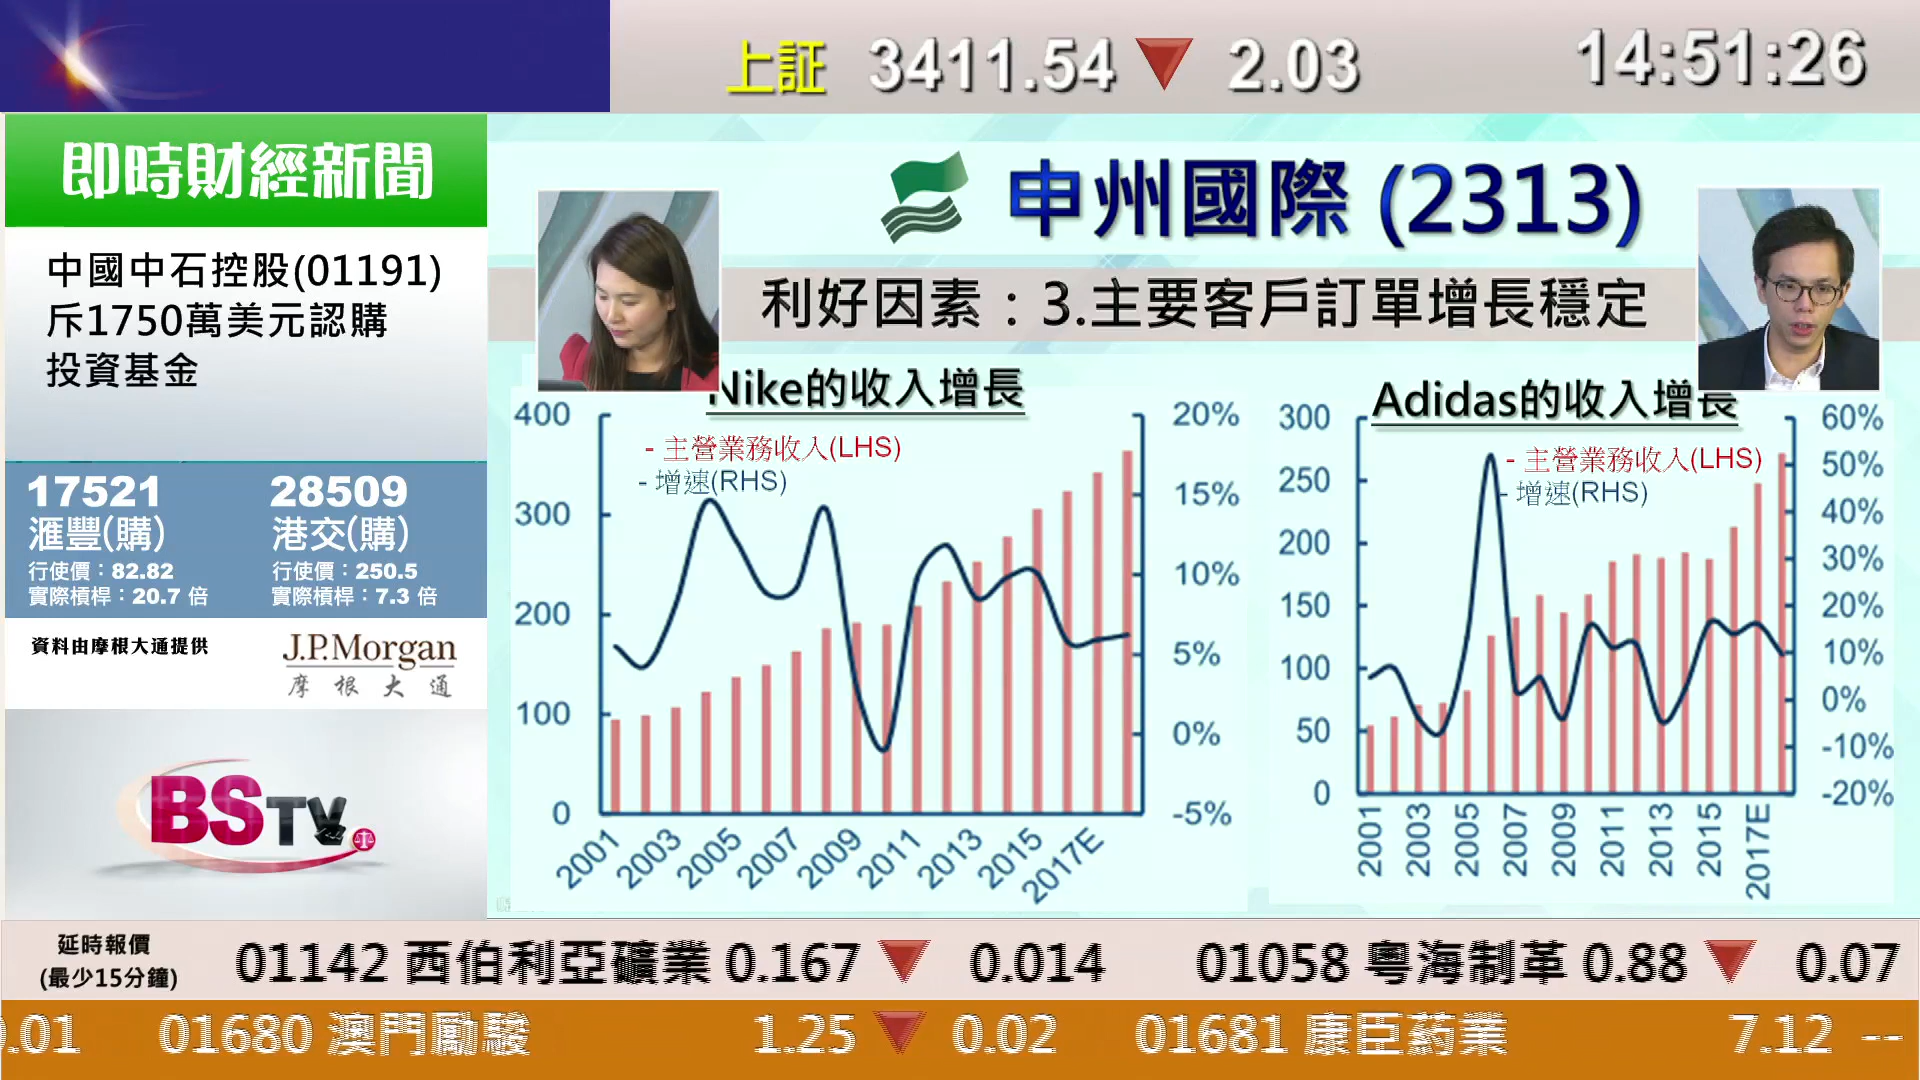 上証 3411.54 ▼ 2.03 14:51:26
即時財經新聞
中國中石控股(01191)
斥1750萬美元認購
投資基金
17521
滙豐(購)
行使價：82.82
實際槓桿：20.7 倍
28509
港交(購)
行使價：250.5
實際槓桿：7.3 倍
資料由摩根大通提供
J.P.Morgan
摩根大通
BSTV
申州國際 (2313)
利好因素：3.主要客戶訂單增長穩定
Nike的收入增長
- 主營業務收入(LHS)
- 增速(RHS)
400
300
200
100
0
20%
15%
10%
5%
0%
-5%
2001
2003
2005
2007
2009
2011
2013
2015
2017E
Adidas的收入增長
- 主營業務收入(LHS)
- 增速(RHS)
300
250
200
150
100
50
0
60%
50%
40%
30%
20%
10%
0%
-10%
-20%
2001
2003
2005
2007
2009
2011
2013
2015
2017E
延時報價
(最少15分鐘)
01142 西伯利亞礦業 0.167 ▼ 0.014 01058 粵海制革 0.88 ▼ 0.07
0.01 01680 澳門勵駿 1.25 ▼ 0.02 01681 康臣葯業 7.12 --